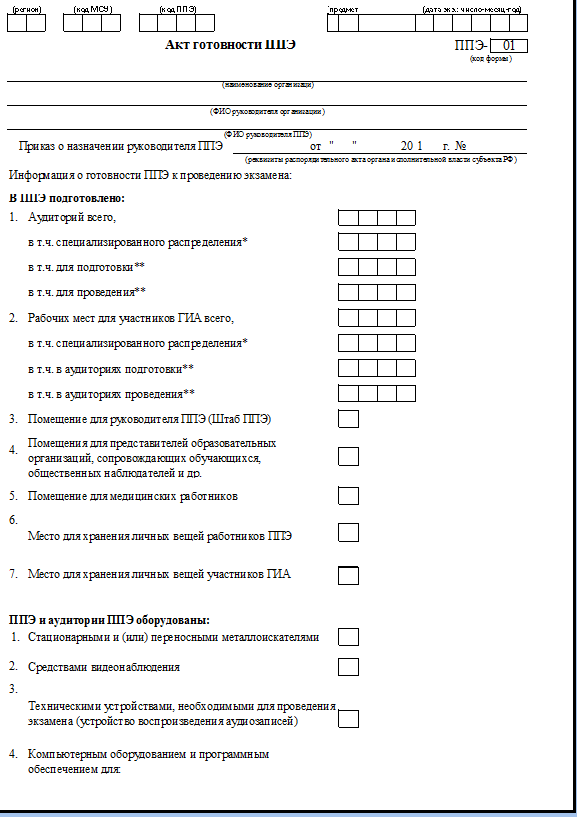 (регион) (код МСУ) (код ППЭ) предмет (дата экз.: число-месяц-год)
Акт готовности ППЭ ППЭ- 01
(код формы)
(наименование организаци)
(ФИО руководителя организации)
(ФИО руководителя ППЭ)
Приказ о назначении руководителя ППЭ от " " 20 1 г. №
(реквизиты распорядительного акта органа исполнительной власти субъекта РФ)
Информация о готовности ППЭ к проведению экзамена:
В ППЭ подготовлено:
1. Аудиторий всего,
в т.ч. специализированного распределения*
в т.ч. для подготовки**
в т.ч. для проведения**
2. Рабочих мест для участников ГИА всего,
в т.ч. специализированного распределения*
в т.ч. в аудиториях подготовки**
в т.ч. в аудиториях проведения**
3. Помещение для руководителя ППЭ (Штаб ППЭ)
4. Помещения для представителей образовательных
организаций, сопровождающих обучающихся,
общественных наблюдателей и др.
5. Помещение для медицинских работников
6.
Место для хранения личных вещей работников ППЭ
7. Место для хранения личных вещей участников ГИА
ППЭ и аудитории ППЭ оборудованы:
1. Стационарными и (или) переносными металлоискателями
2. Средствами видеонаблюдения
3.
Техническими устройствами, необходимыми для проведения
экзамена (устройство воспроизведения аудиозаписей)
4. Компьютерным оборудованием и программным
обеспечением для: